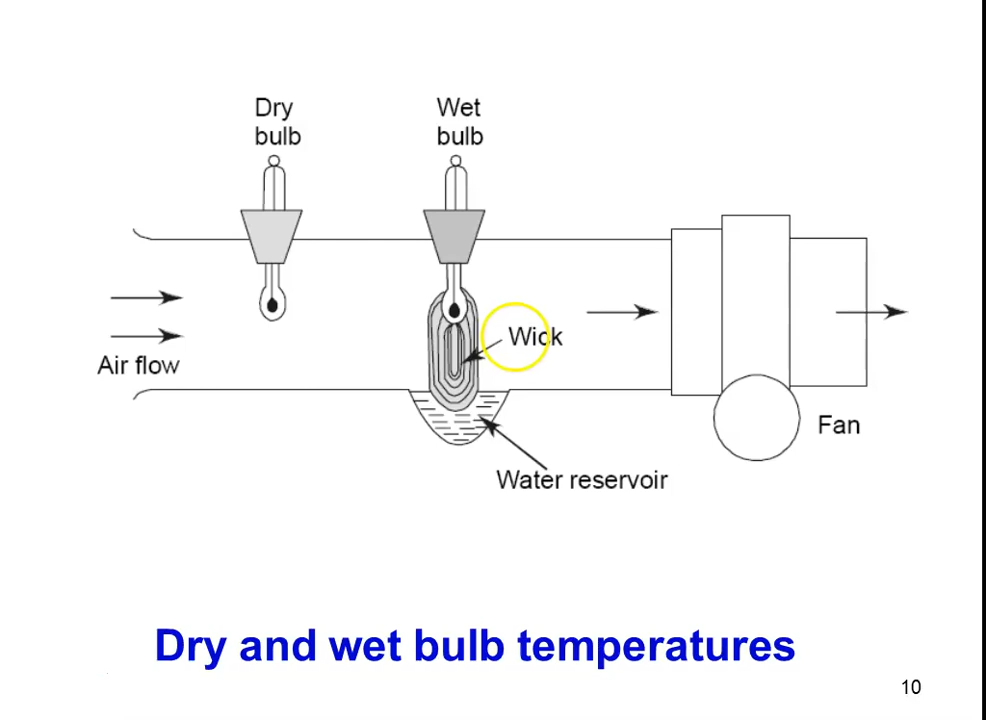 Dry
bulb
Wet
bulb
Wick
Air flow
Fan
Water reservoir
Dry and wet bulb temperatures
10